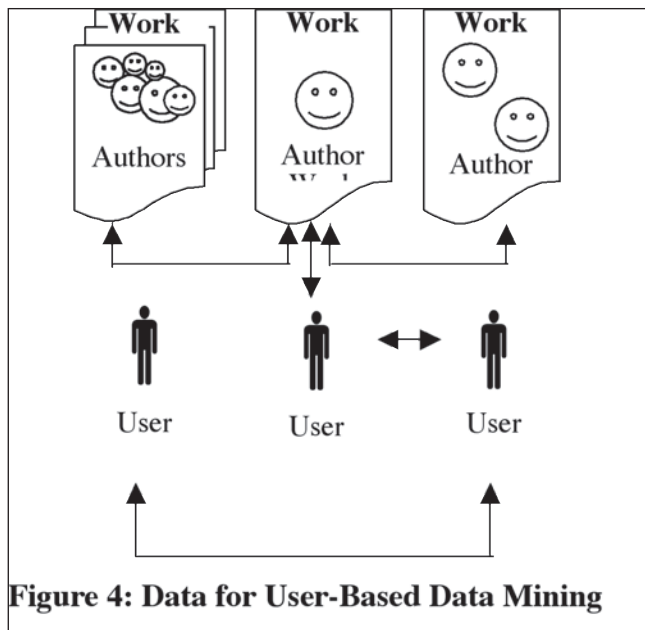 Work
Work
Work
Authors
Author
Author
User
User
User
Figure 4: Data for User-Based Data Mining